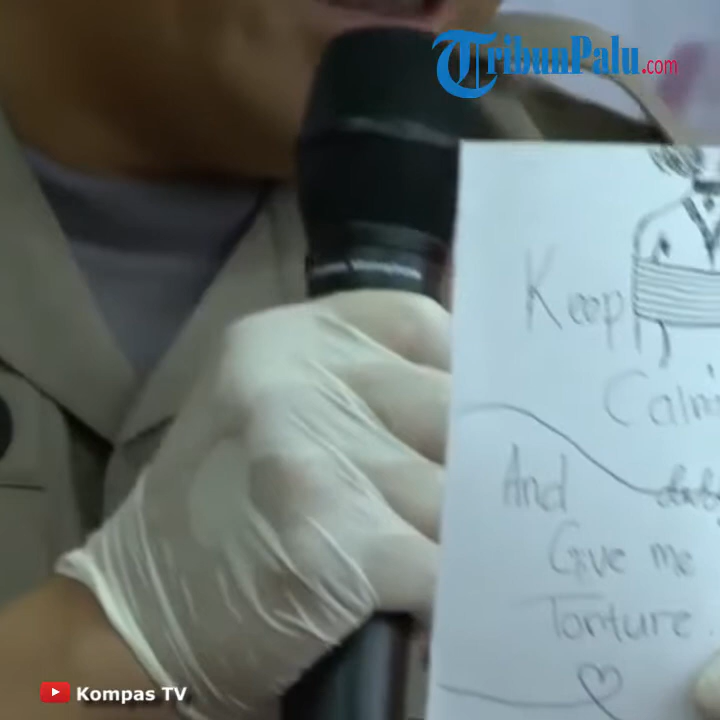 TribunPalu.com
Keep
Calm
And
Give me
Torture.
Kompas TV